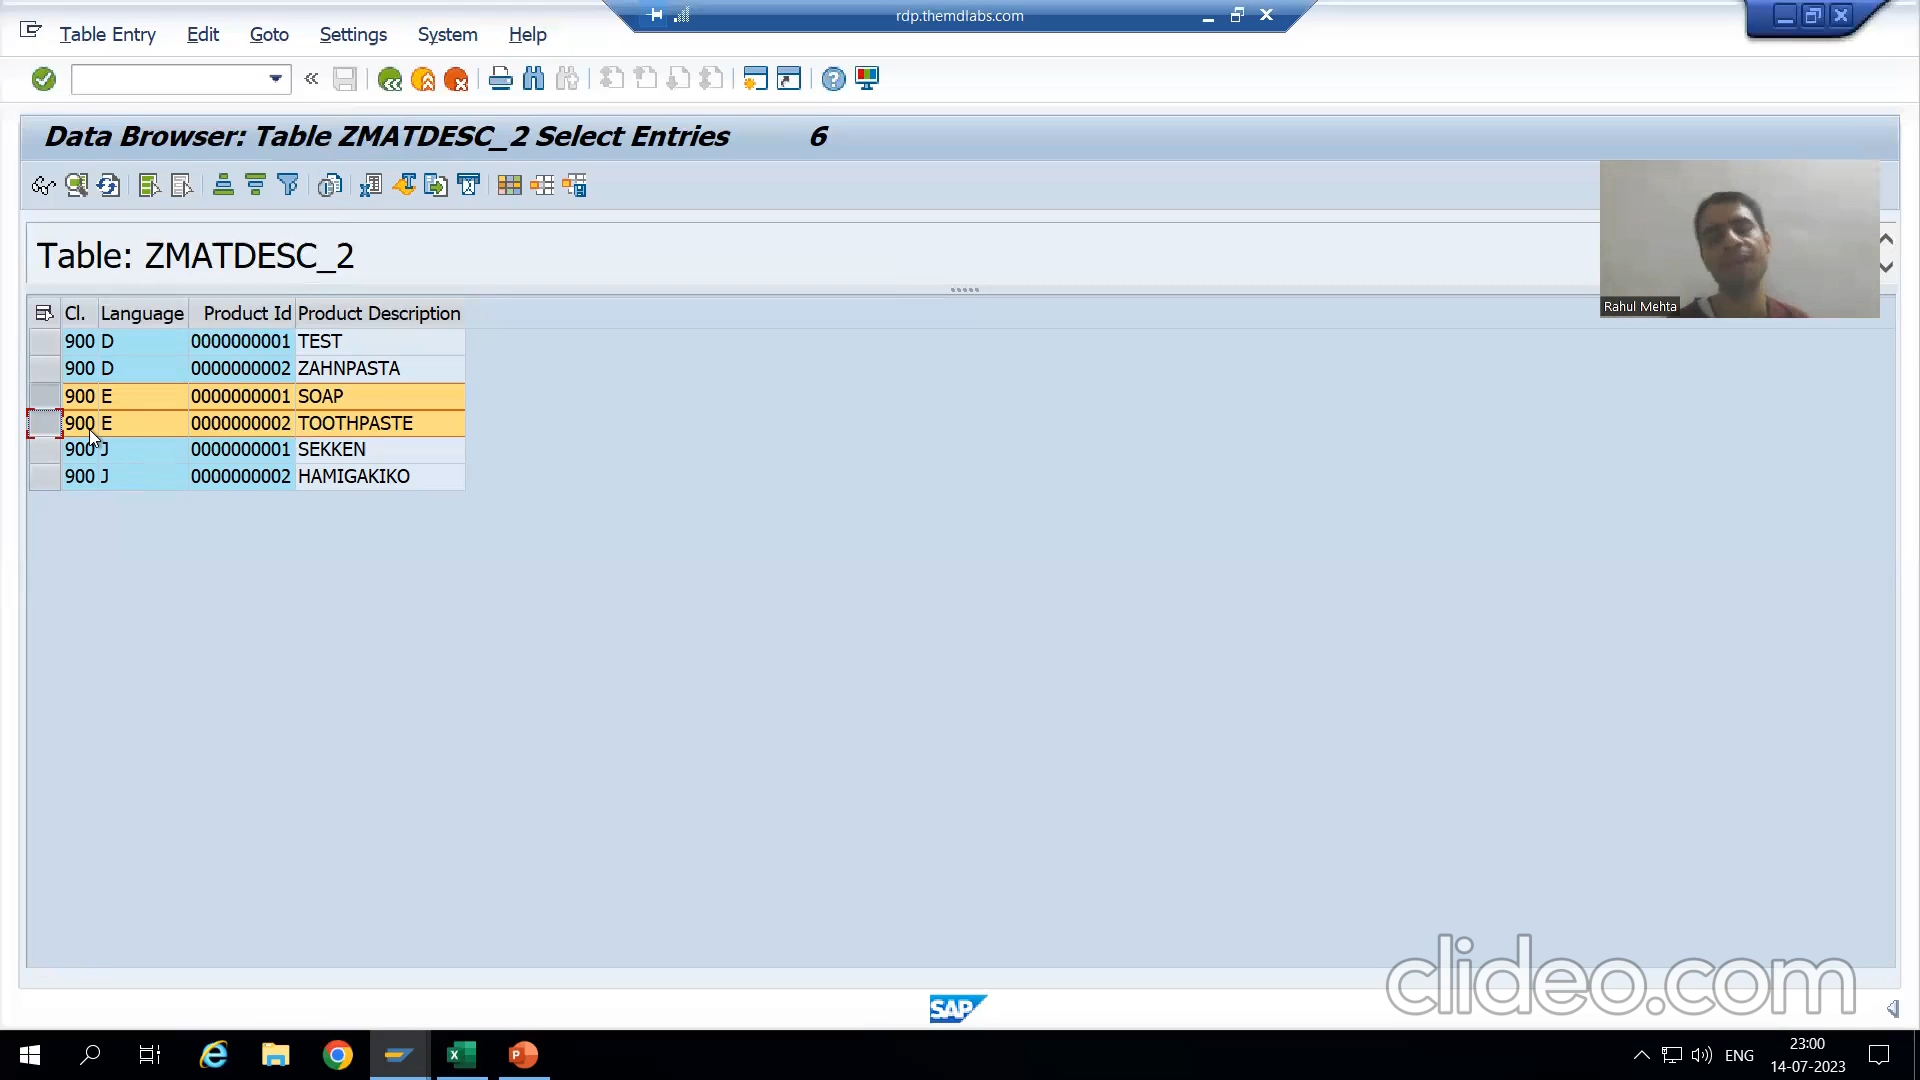 rdp.themdlabs.com
Table Entry Edit Goto Settings System Help
Data Browser: Table ZMATDESC_2 Select Entries 6
Table: ZMATDESC_2
Rahul Mehta
Cl. Language Product Id Product Description
900 D 0000000001 TEST
900 D 0000000002 ZAHNPASTA
900 E 0000000001 SOAP
900 E 0000000002 TOOTHPASTE
900 J 0000000001 SEKKEN
900 J 0000000002 HAMIGAKIKO
clideo.com
SAP
ENG
23:00
14-07-2023